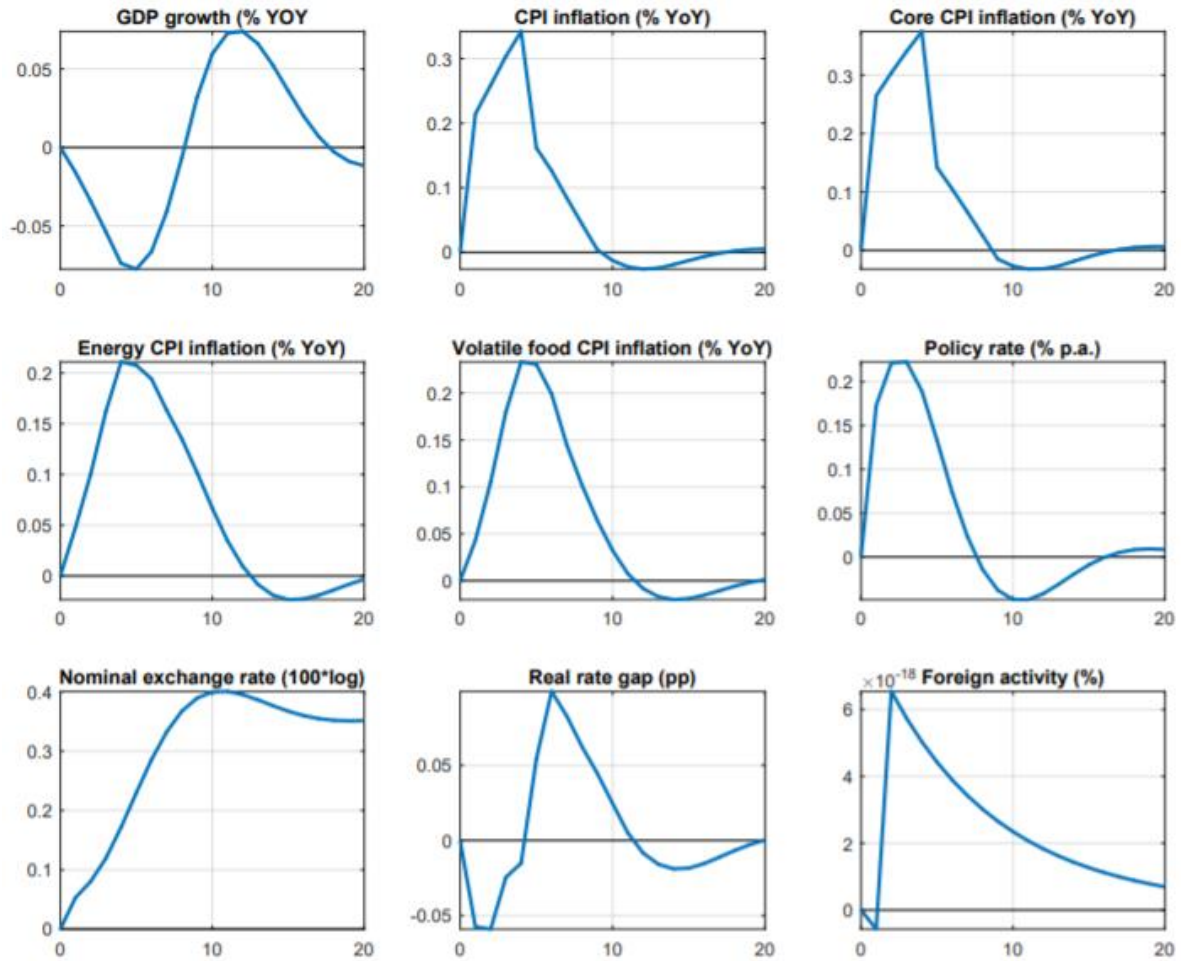 GDP growth (% YOY
0.05
0
-0.05
0 10 20
CPI inflation (% YoY)
0.3
0.2
0.1
0
0 10 20
Core CPI inflation (% YoY)
0.3
0.2
0.1
0
0 10 20
Energy CPI inflation (% YoY)
0.2
0.15
0.1
0.05
0
0 10 20
Volatile food CPI inflation (% YoY)
0.2
0.15
0.1
0.05
0
0 10 20
Policy rate (% p.a.)
0.2
0.15
0.1
0.05
0
0 10 20
Nominal exchange rate (100*log)
0.4
0.3
0.2
0.1
0
0 10 20
Real rate gap (pp)
0.05
0
-0.05
0 10 20
×10⁻¹⁸ Foreign activity (%)
6
4
2
0
0 10 20